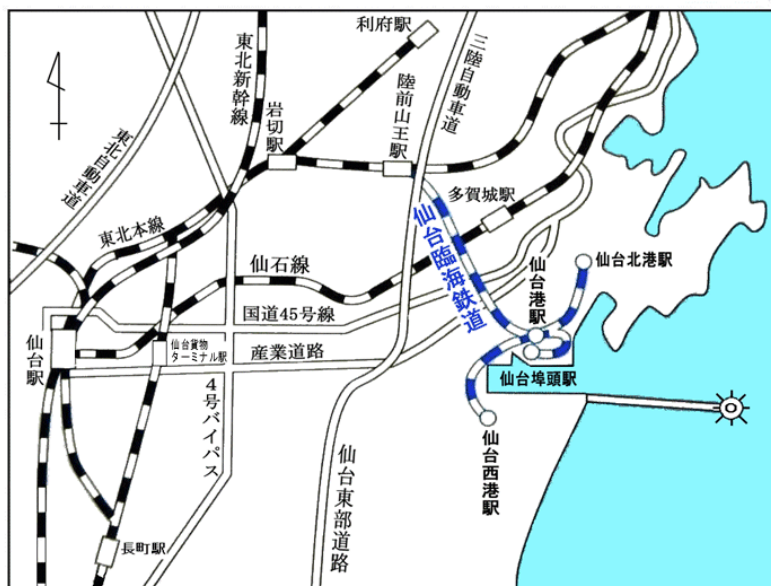 利府駅
三陸自動車道
東北新幹線
陸前山王駅
岩切駅
東北自動車道
多賀城駅
東北本線
仙台臨海鉄道
仙石線
仙台港駅
仙台北港駅
国道45号線
仙台駅
仙台貨物
ターミナル駅
産業道路
仙台埠頭駅
4号バイパス
仙台西港駅
仙台東部道路
長町駅